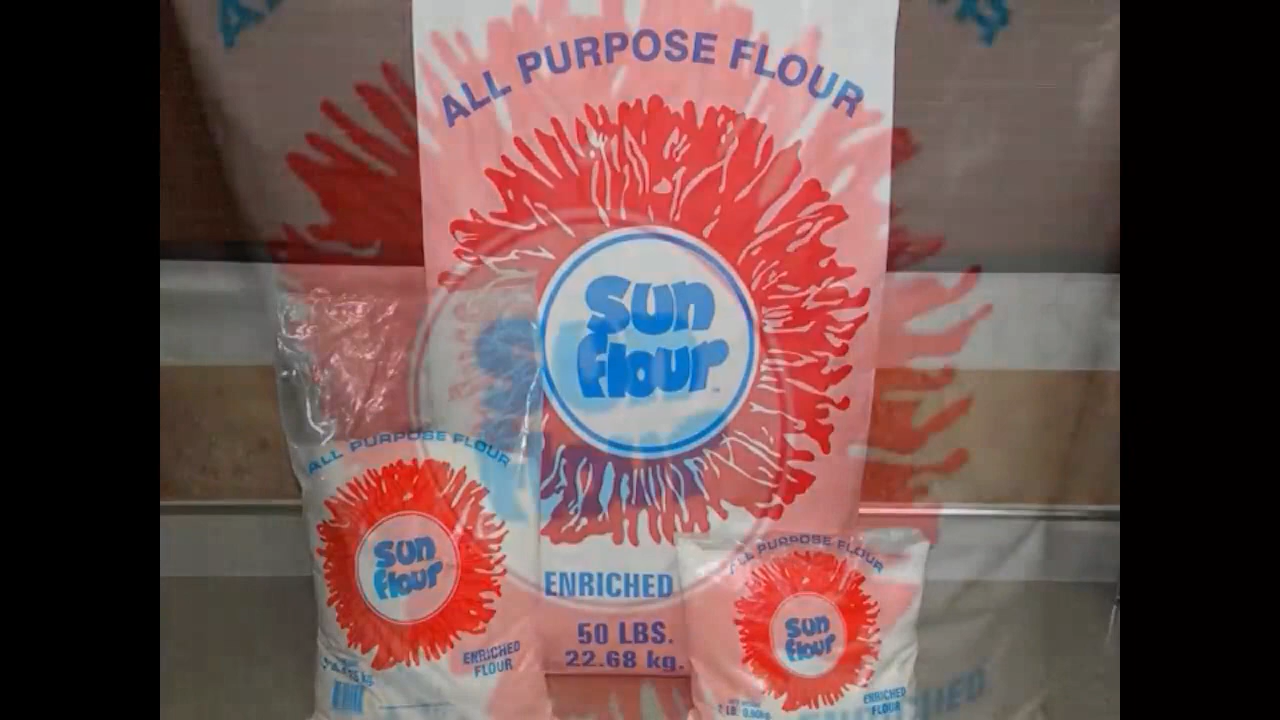 ALL PURPOSE FLOUR
Sun
flour
ENRICHED
50 LBS.
22.68 kg.
ALL PURPOSE FLOUR
Sun
flour
ENRICHED
FLOUR
ALL PURPOSE FLOUR
Sun
flour
ENRICHED
FLOUR